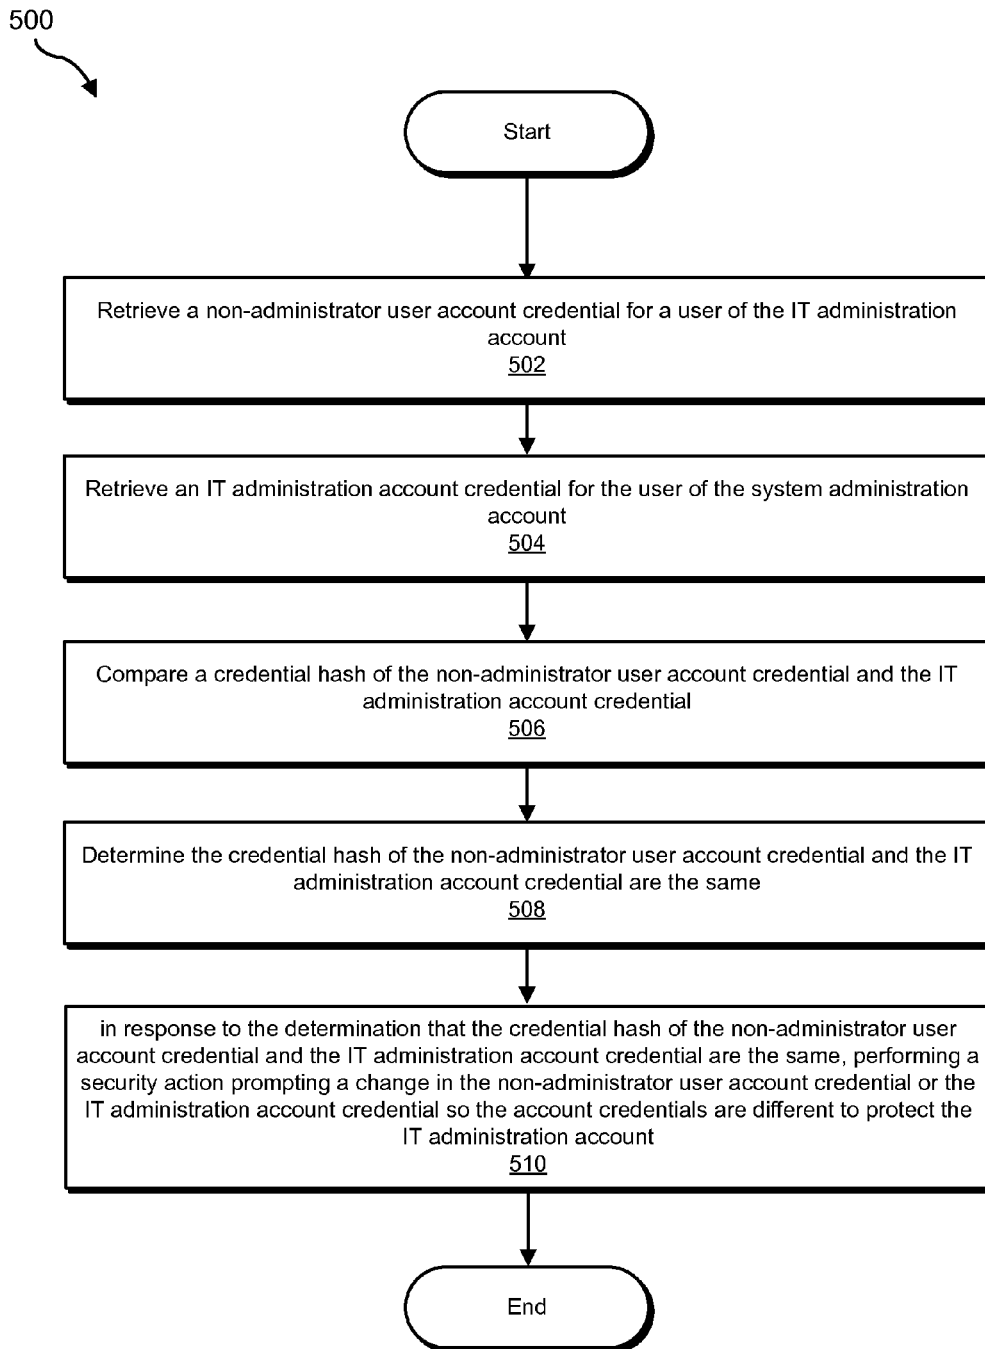 500
Start
Retrieve a non-administrator user account credential for a user of the IT administration
account
502
Retrieve an IT administration account credential for the user of the system administration
account
504
Compare a credential hash of the non-administrator user account credential and the IT
administration account credential
506
Determine the credential hash of the non-administrator user account credential and the IT
administration account credential are the same
508
in response to the determination that the credential hash of the non-administrator user
account credential and the IT administration account credential are the same, performing a
security action prompting a change in the non-administrator user account credential or the
IT administration account credential so the account credentials are different to protect the
IT administration account
510
End